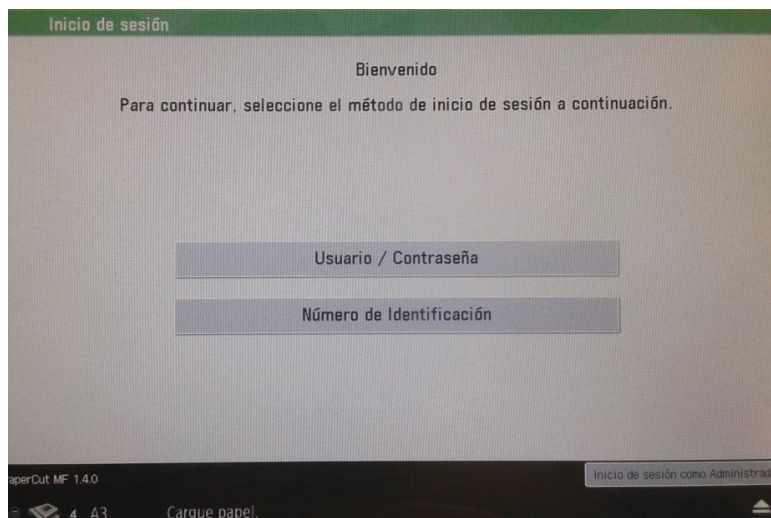 Inicio de sesión
Bienvenido
Para continuar, seleccione el método de inicio de sesión a continuación.
Usuario / Contraseña
Número de Identificación
aperCut MF 1.4.0
Inicio de sesión como Administrad
4 A3 Cargue papel.